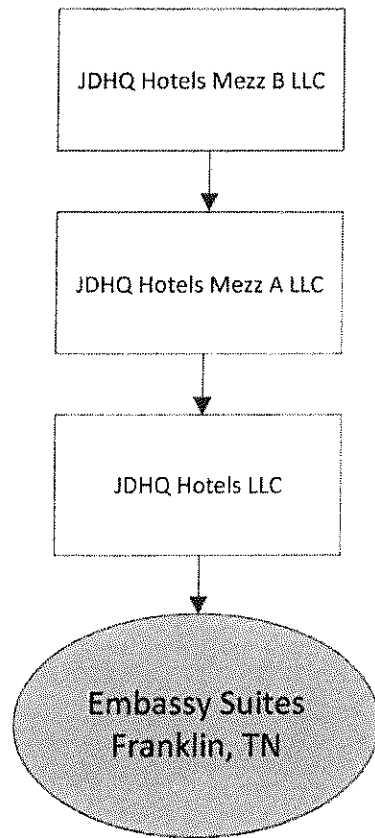 JDHQ Hotels Mezz B LLC
JDHQ Hotels Mezz A LLC
JDHQ Hotels LLC
Embassy Suites
Franklin, TN